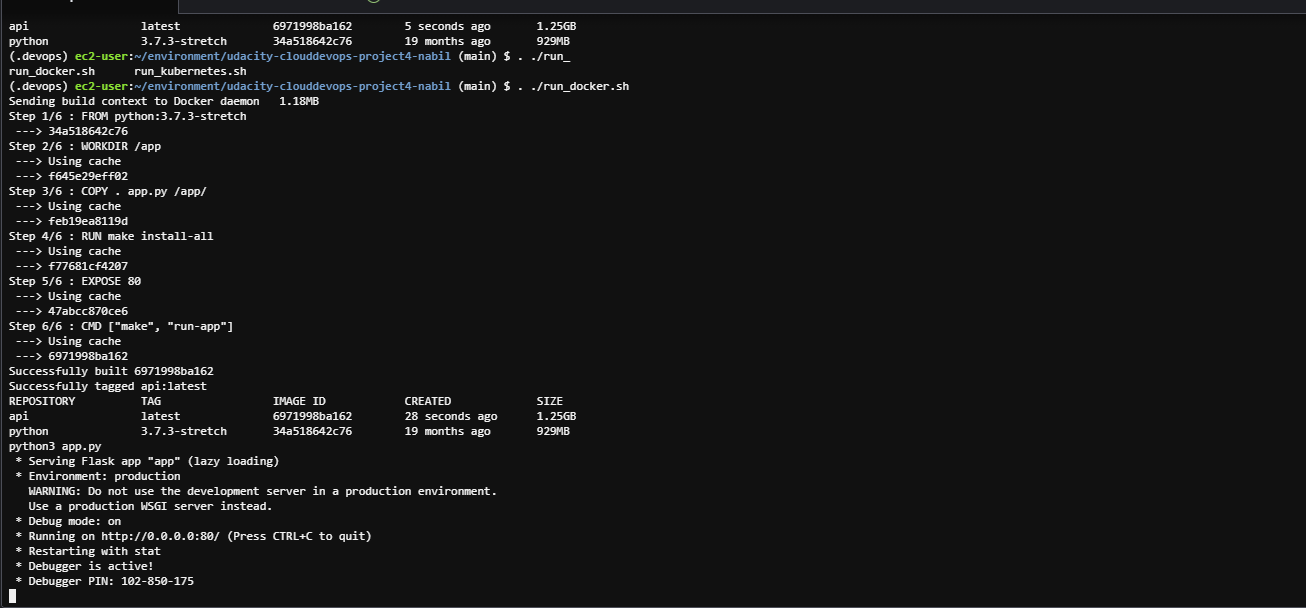 api                 latest              6971998ba162        5 seconds ago       1.25GB
python              3.7.3-stretch       34a518642c76        19 months ago       929MB
(.devops) ec2-user:~/environment/udacity-clouddevops-project4-nabil (main) $ . ./run_
run_docker.sh      run_kubernetes.sh
(.devops) ec2-user:~/environment/udacity-clouddevops-project4-nabil (main) $ . ./run_docker.sh
Sending build context to Docker daemon   1.18MB
Step 1/6 : FROM python:3.7.3-stretch
 ---> 34a518642c76
Step 2/6 : WORKDIR /app
 ---> Using cache
 ---> f645e29eff02
Step 3/6 : COPY . app.py /app/
 ---> Using cache
 ---> feb19ea8119d
Step 4/6 : RUN make install-all
 ---> Using cache
 ---> f77681cf4207
Step 5/6 : EXPOSE 80
 ---> Using cache
 ---> 47abcc870ce6
Step 6/6 : CMD ["make", "run-app"]
 ---> Using cache
 ---> 6971998ba162
Successfully built 6971998ba162
Successfully tagged api:latest
REPOSITORY          TAG                 IMAGE ID            CREATED             SIZE
api                 latest              6971998ba162        28 seconds ago      1.25GB
python              3.7.3-stretch       34a518642c76        19 months ago       929MB
python3 app.py
 * Serving Flask app "app" (lazy loading)
 * Environment: production
   WARNING: Do not use the development server in a production environment.
   Use a production WSGI server instead.
 * Debug mode: on
 * Running on http://0.0.0.0:80/ (Press CTRL+C to quit)
 * Restarting with stat
 * Debugger is active!
 * Debugger PIN: 102-850-175